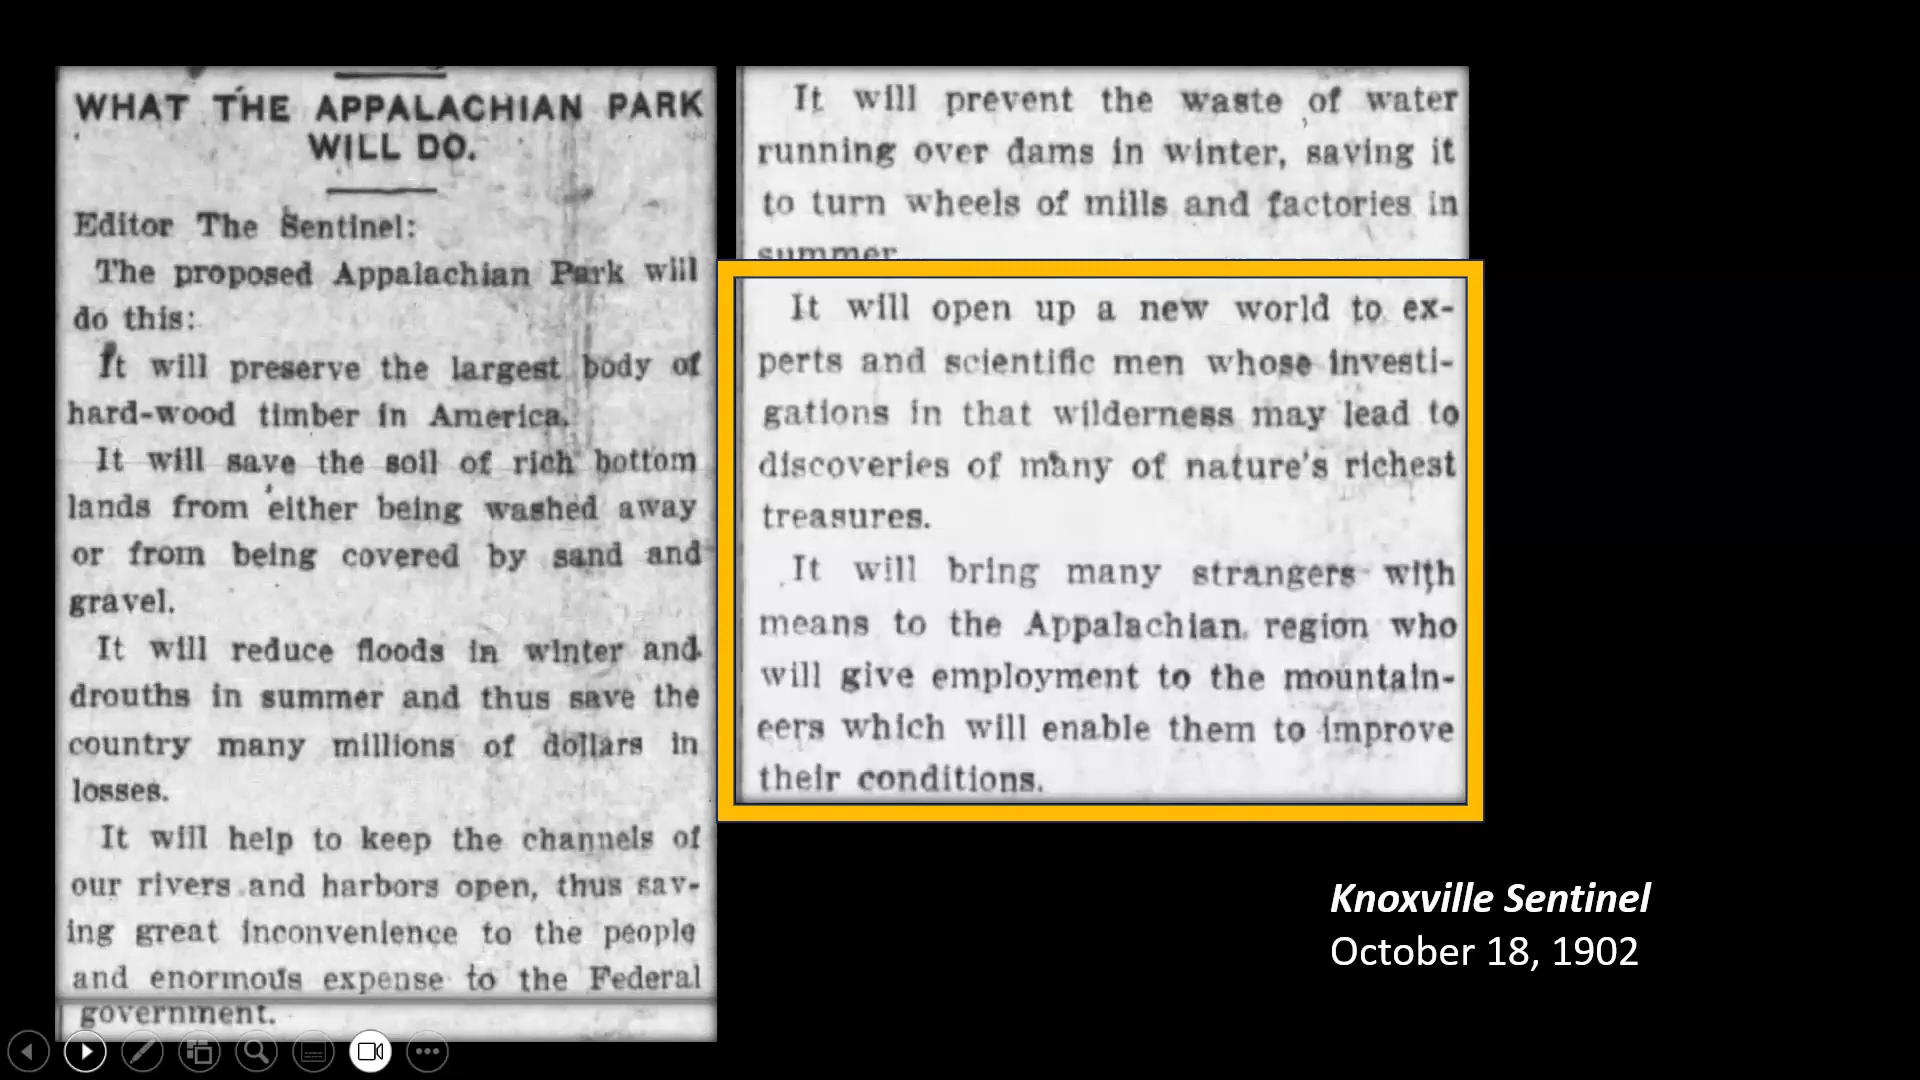 WHAT THE APPALACHIAN PARK
WILL DO.
Editor The Sentinel:
The proposed Appalachian Park will
do this:
It will preserve the largest body of
hard-wood timber in America.
It will save the soil of rich bottom
lands from either being washed away
or from being covered by sand and
gravel.
It will reduce floods in winter and
drouths in summer and thus save the
country many millions of dollars in
losses.
It will help to keep the channels of
our rivers and harbors open, thus sav-
ing great inconvenience to the people
and enormous expense to the Federal
government.
It will prevent the waste of water
running over dams in winter, saving it
to turn wheels of mills and factories in
summer
It will open up a new world to ex-
perts and scientific men whose investi-
gations in that wilderness may lead to
discoveries of many of nature's richest
treasures.
It will bring many strangers with
means to the Appalachian region who
will give employment to the mountain-
eers which will enable them to improve
their conditions.
Knoxville Sentinel
October 18, 1902